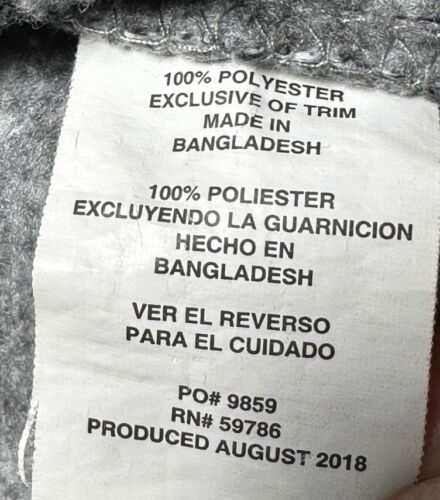 100% POLYESTER
EXCLUSIVE OF TRIM
MADE IN
BANGLADESH
100% POLIESTER
EXCLUYENDO LA GUARNICION
HECHO EN
BANGLADESH
VER EL REVERSO
PARA EL CUIDADO
PO# 9859
RN# 59786
PRODUCED AUGUST 2018